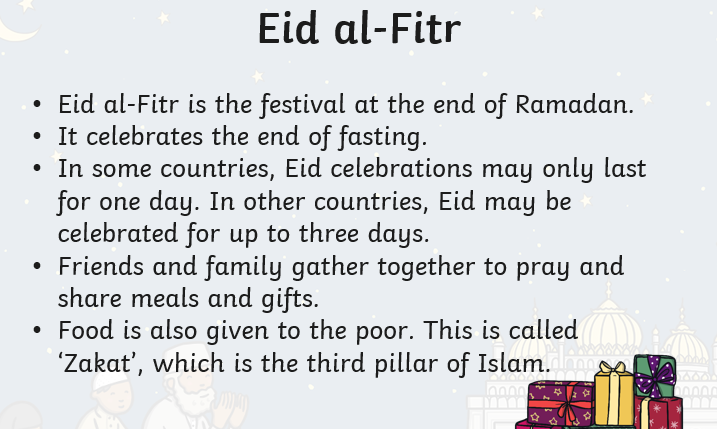 Eid al-Fitr
• Eid al-Fitr is the festival at the end of Ramadan.
• It celebrates the end of fasting.
• In some countries, Eid celebrations may only last
for one day. In other countries, Eid may be
celebrated for up to three days.
• Friends and family gather together to pray and
share meals and gifts.
• Food is also given to the poor. This is called
‘Zakat’, which is the third pillar of Islam.